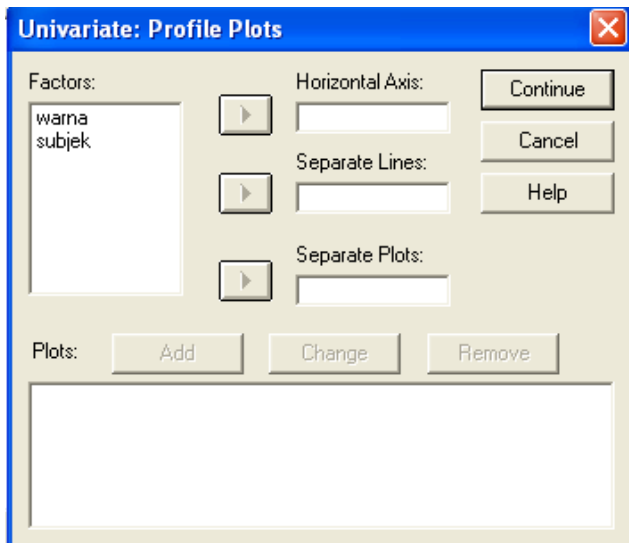 Univariate: Profile Plots
Factors:
warna
subjek
Horizontal Axis:
Separate Lines:
Separate Plots:
Continue
Cancel
Help
Plots:
Add
Change
Remove